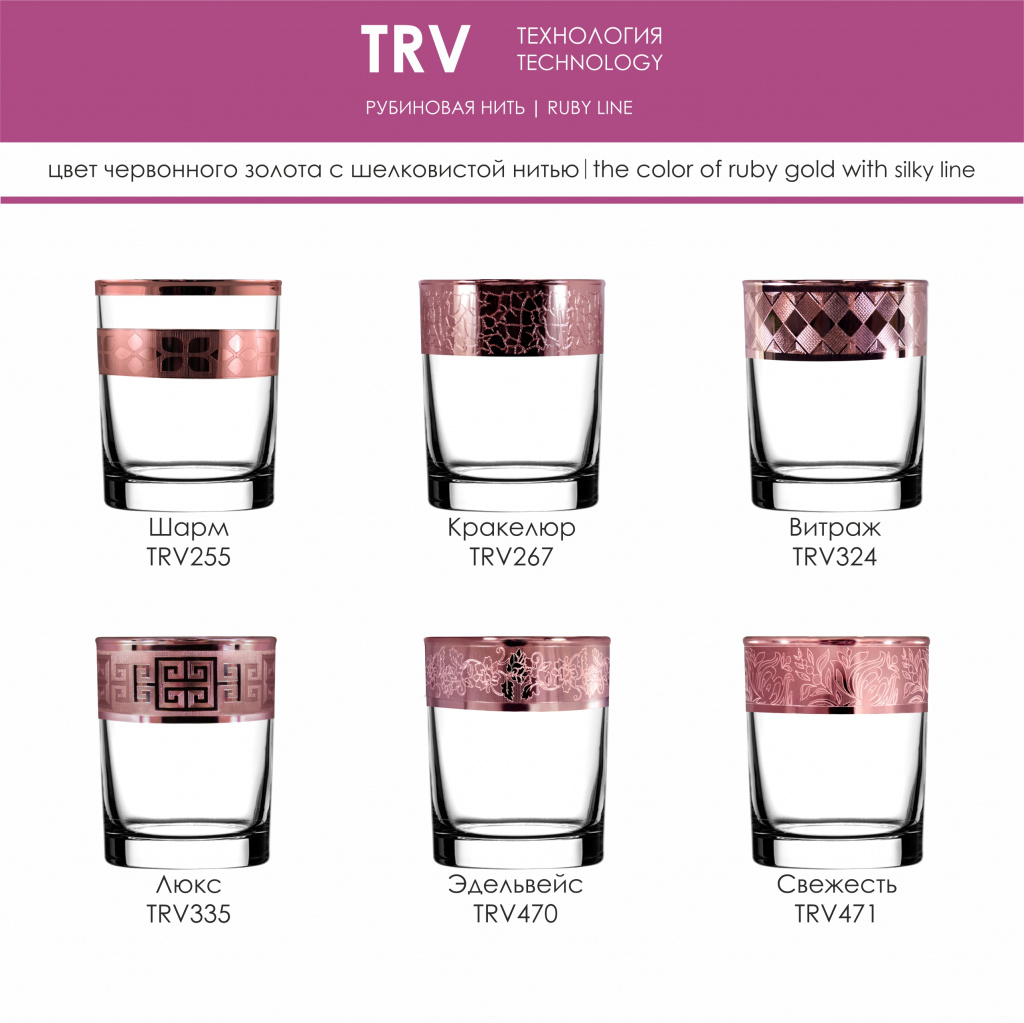 TRV
ТЕХНОЛОГИЯ
TECHNOLOGY
РУБИНОВАЯ НИТЬ | RUBY LINE
цвет червонного золота с шелковистой нитью | the color of ruby gold with silky line
Шарм
TRV255
Кракелюр
TRV267
Витраж
TRV324
Люкс
TRV335
Эдельвейс
TRV470
Свежесть
TRV471